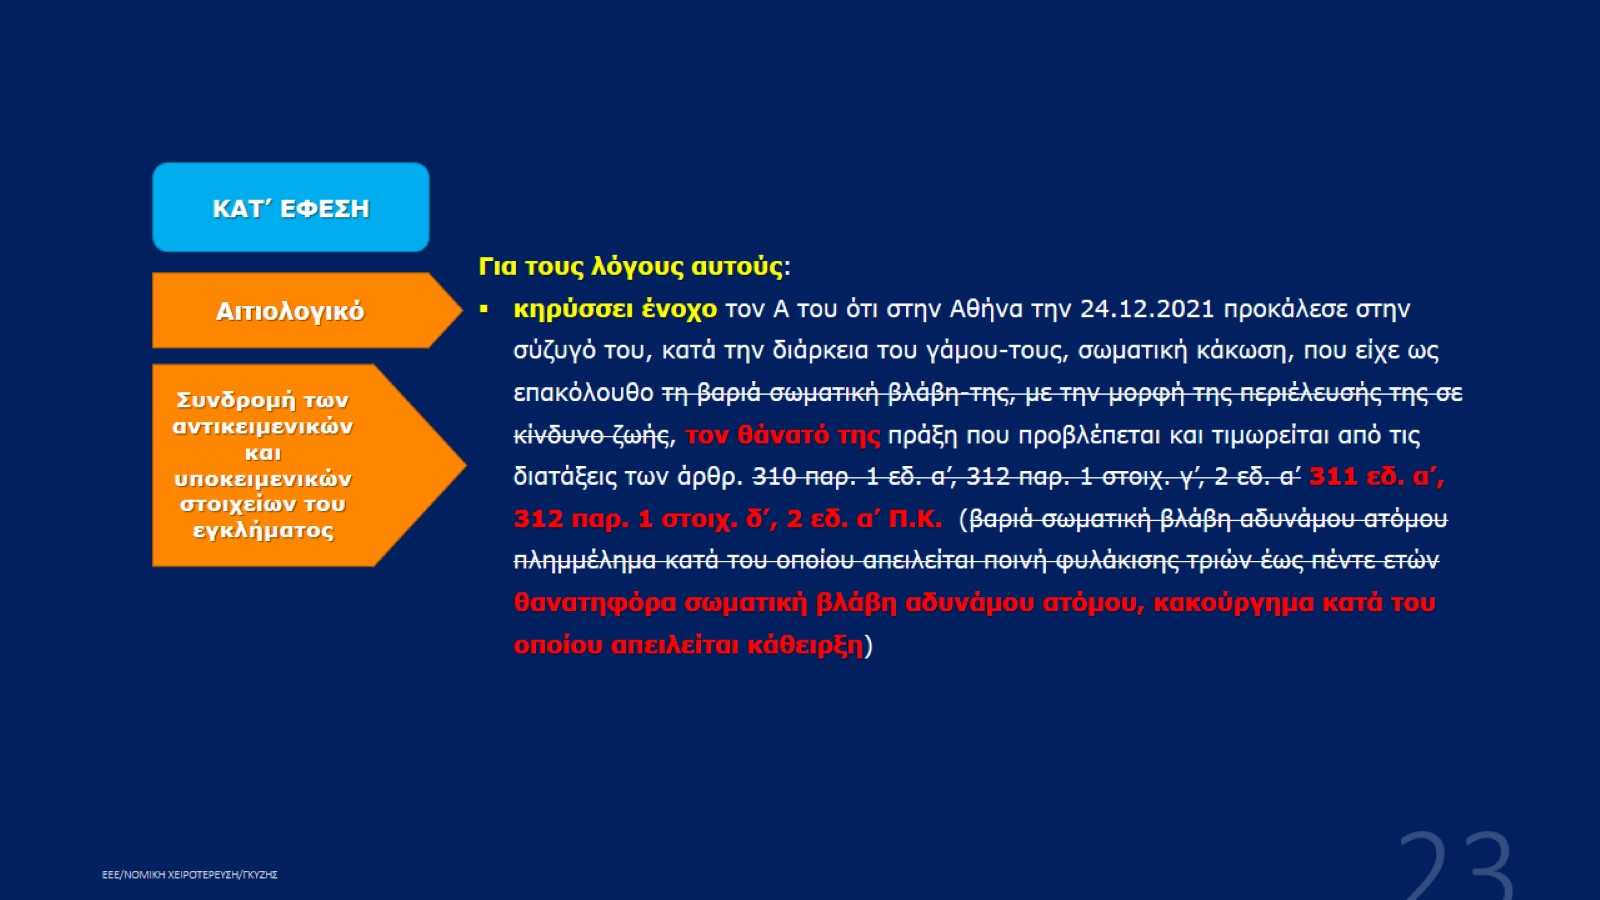 ΚΑΤ’ ΕΦΕΣΗ
Αιτιολογικό
Συνδρομή των
αντικειμενικών
και
υποκειμενικών
στοιχείων του
εγκλήματος
Για τους λόγους αυτούς:
▪ κηρύσσει ένοχο τον Α του ότι στην Αθήνα την 24.12.2021 προκάλεσε στην
σύζυγό του, κατά την διάρκεια του γάμου-τους, σωματική κάκωση, που είχε ως
επακόλουθο τη βαριά σωματική βλάβη-της, με την μορφή της περιέλευσής της σε
κίνδυνο ζωής, τον θάνατό της πράξη που προβλέπεται και τιμωρείται από τις
διατάξεις των άρθρ. 310 παρ. 1 εδ. α’, 312 παρ. 1 στοιχ. γ’, 2 εδ. α’ 311 εδ. α’,
312 παρ. 1 στοιχ. δ’, 2 εδ. α’ Π.Κ. (βαριά σωματική βλάβη αδυνάμου ατόμου
πλημμέλημα κατά του οποίου απειλείται ποινή φυλάκισης τριών έως πέντε ετών
θανατηφόρα σωματική βλάβη αδυνάμου ατόμου, κακούργημα κατά του
οποίου απειλείται κάθειρξη)
ΕΕΕ/ΝΟΜΙΚΗ ΧΕΙΡΟΤΕΡΕΥΣΗ/ΓΚΥΖΗΣ
23